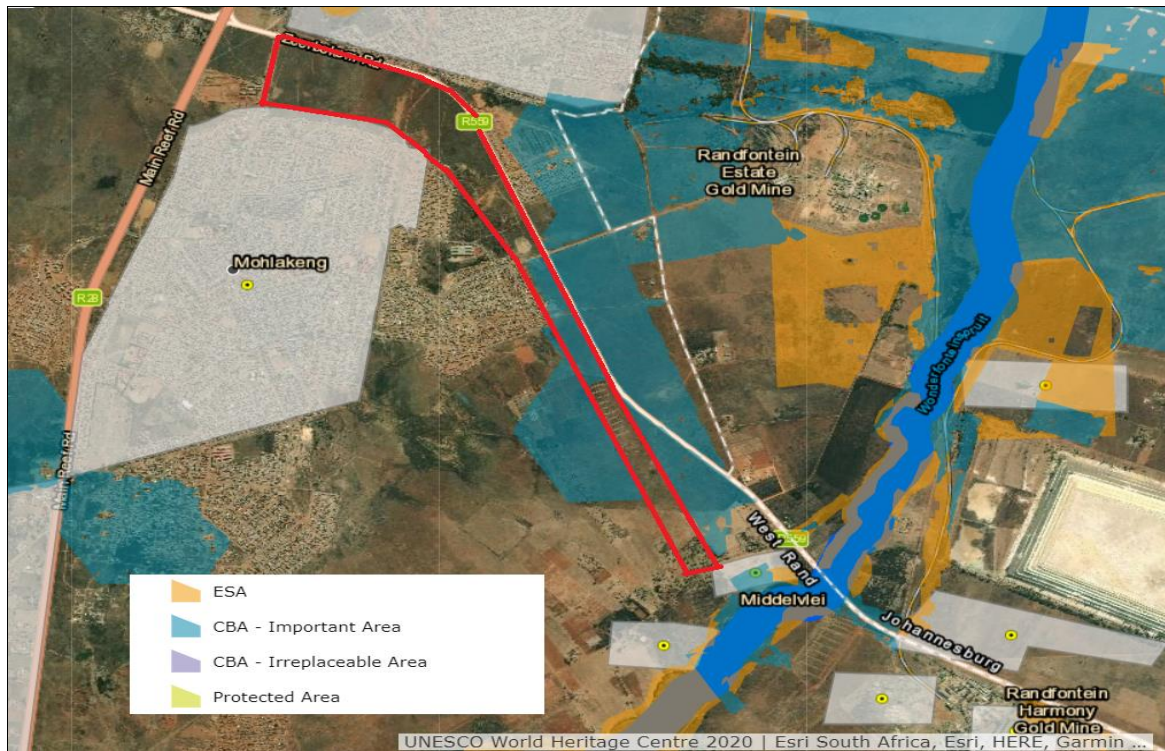 Zuurbekom Rd
Main Reef Rd
R559
Randfontein
Estate
Gold Mine
Mohlakeng
R28
Wonderfonteinspruit
Main Reef Rd
R559
West Rand
Middelvlei
Johannesburg
Randfontein
Harmony
Gold Mine
ESA
CBA - Important Area
CBA - Irreplaceable Area
Protected Area
UNESCO World Heritage Centre 2020 | Esri South Africa, Esri, HERE, Garmin ...